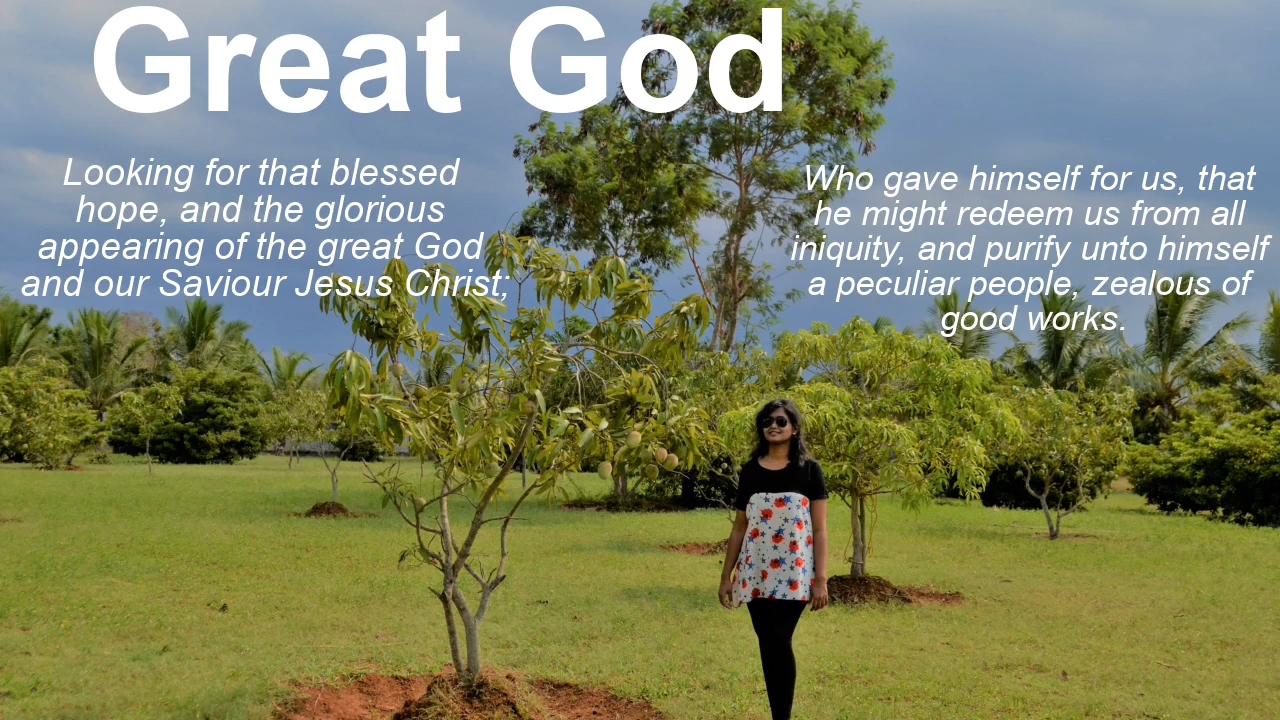 Great God
Looking for that blessed
hope, and the glorious
appearing of the great God
and our Saviour Jesus Christ;
Who gave himself for us, that
he might redeem us from all
iniquity, and purify unto himself
a peculiar people, zealous of
good works.